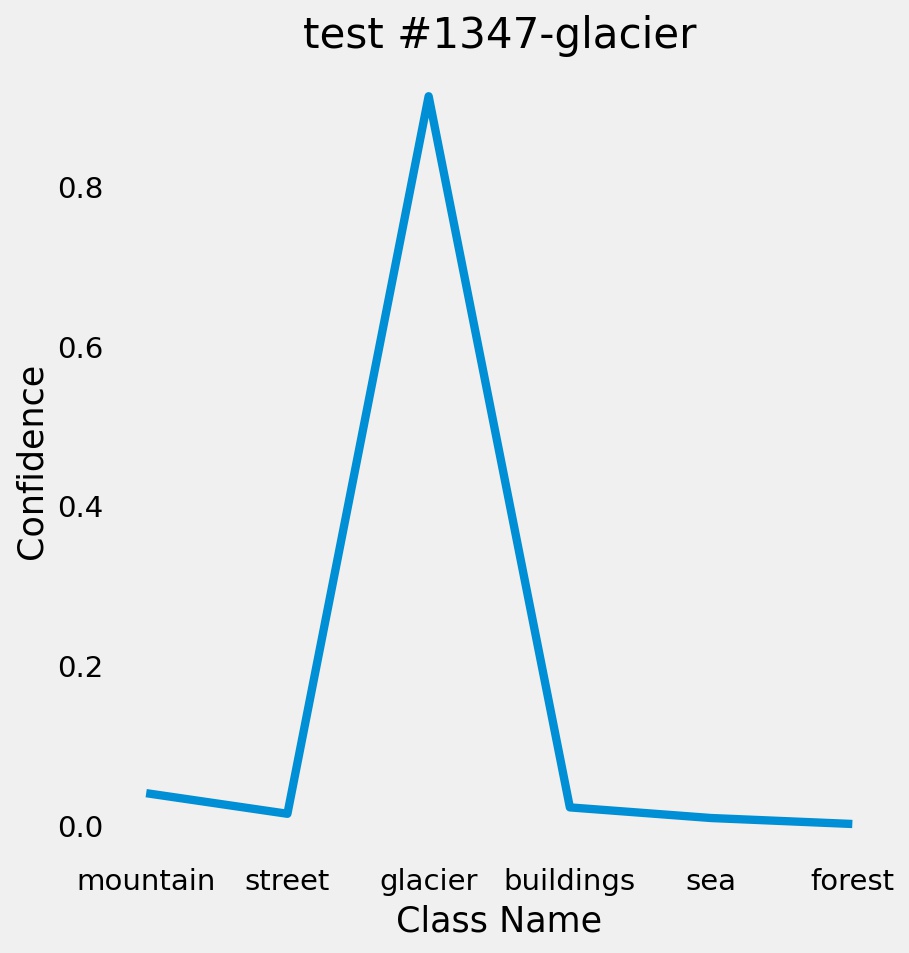 test #1347-glacier
Confidence
0.8
0.6
0.4
0.2
0.0
mountain street glacier buildings sea forest
Class Name